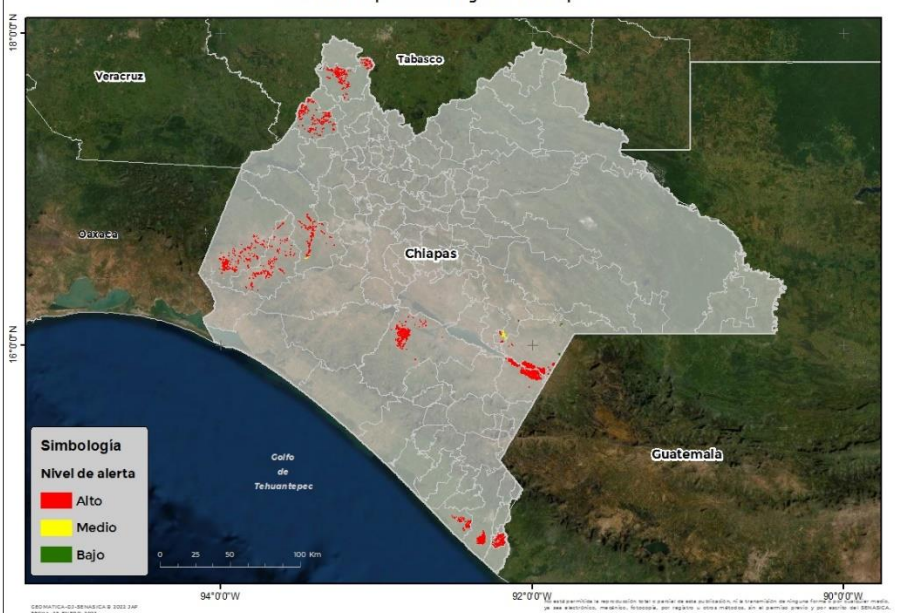 18°0'0"N
Veracruz
Tabasco
Oaxaca
Chiapas
16°0'0"N
Guatemala
Golfo
de
Tehuantepec
Simbología
Nivel de alerta
Alto
Medio
Bajo
0 25 50 100 Km
94°0'0"W
92°0'0"W
90°0'0"W